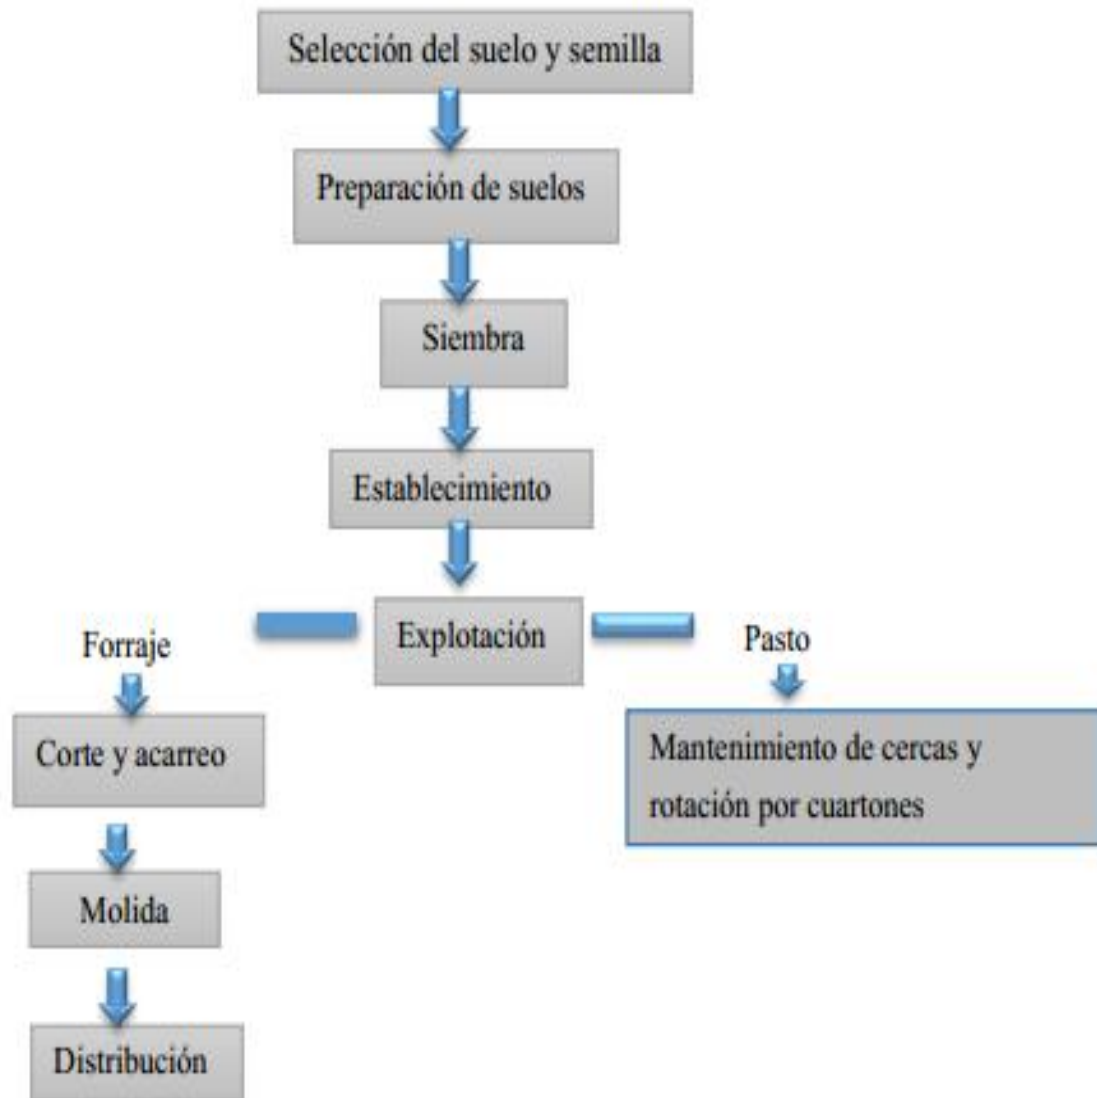 Selección del suelo y semilla
Preparación de suelos
Siembra
Establecimiento
Explotación
Forraje
Pasto
Corte y acarreo
Mantenimiento de cercas y
rotación por cuartones
Molida
Distribución